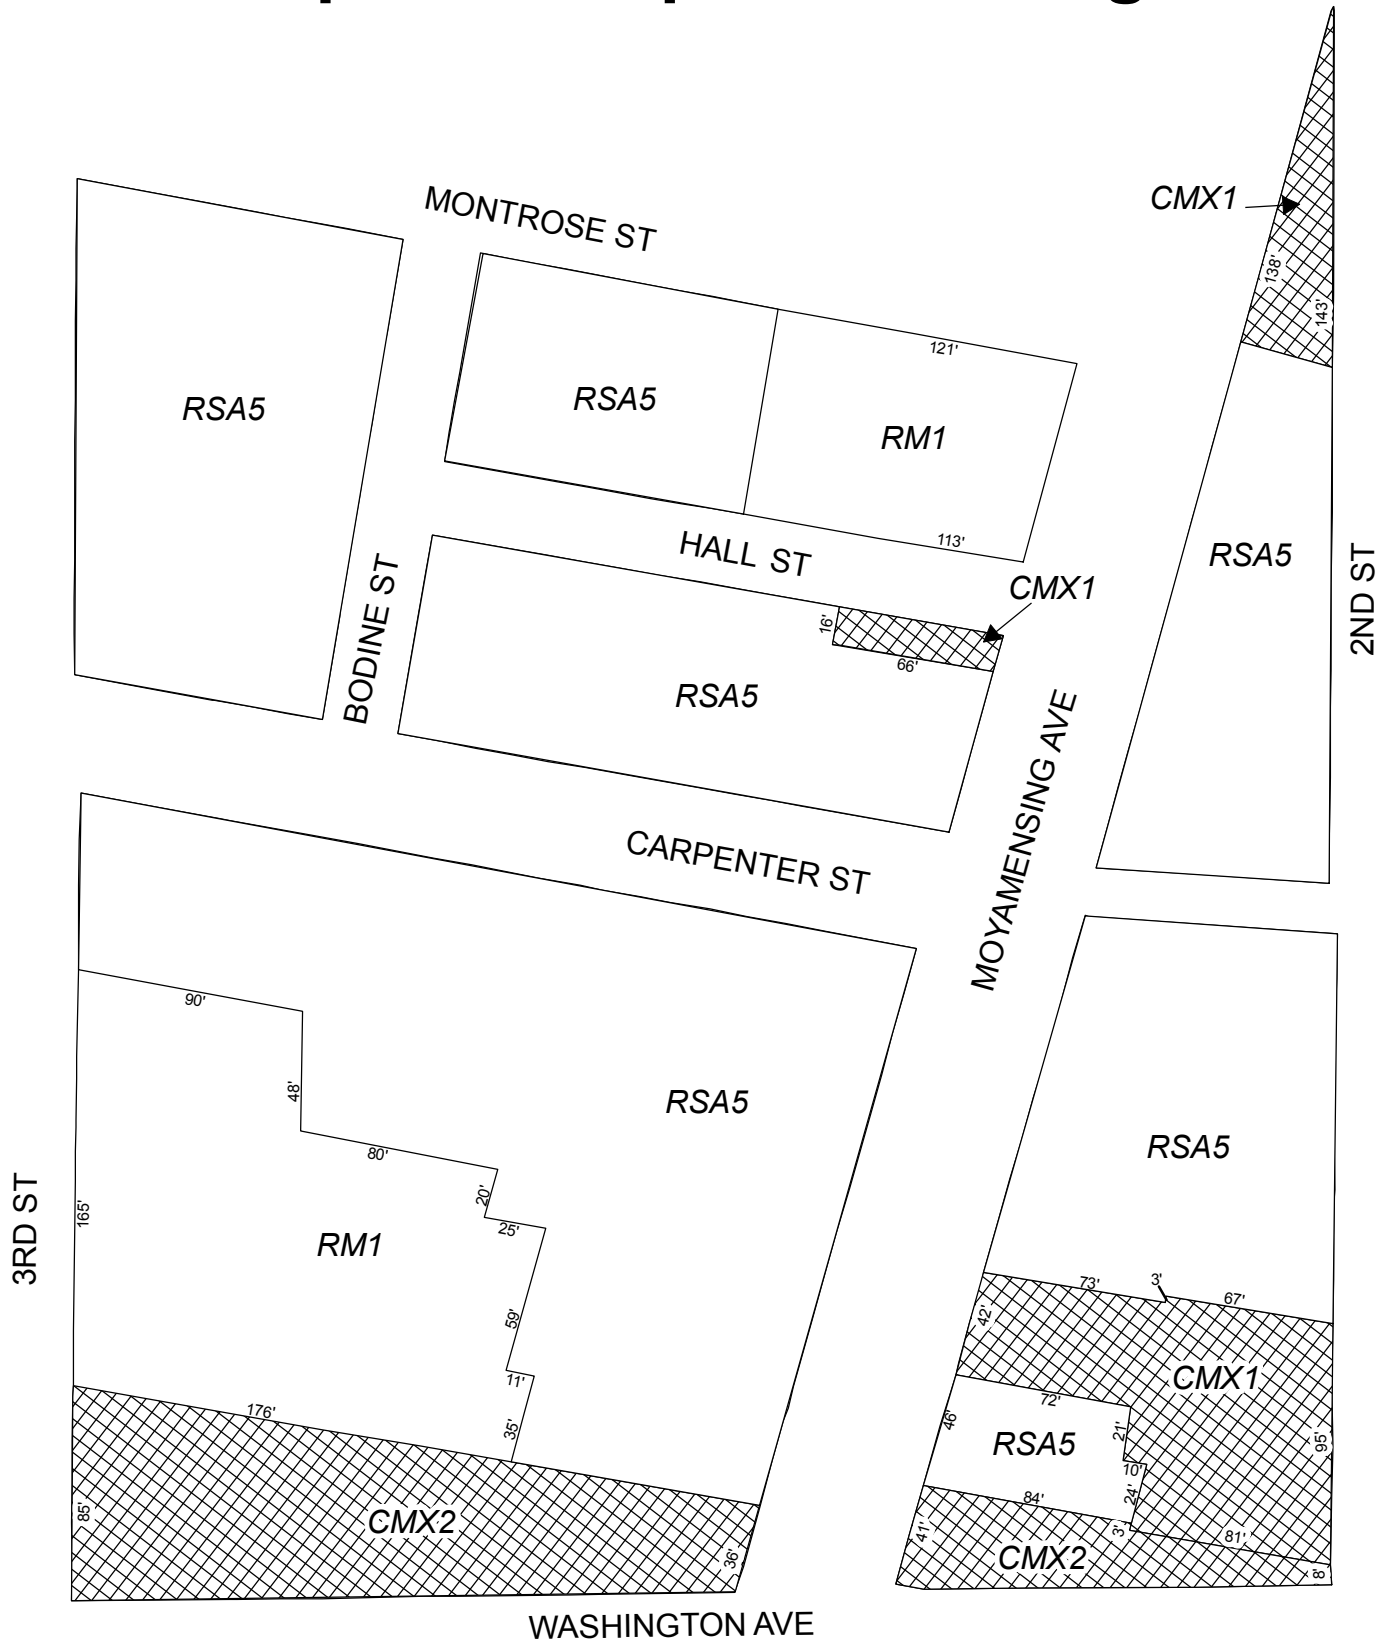 CMX1
138'
143'
MONTROSE ST
121'
RSA5
RSA5
RM1
113'
HALL ST
CMX1
RSA5
2ND ST
16'
66'
BODINE ST
RSA5
MOYAMENSING AVE
CARPENTER ST
90'
48'
80'
20'
25'
RSA5
165'
3RD ST
RM1
59'
11'
35'
RSA5
73'
3'
67'
42'
CMX1
72'
46'
21'
RSA5
10'
95'
24'
84'
3'
81'
176'
85'
CMX2
36'
41'
CMX2
8'
WASHINGTON AVE